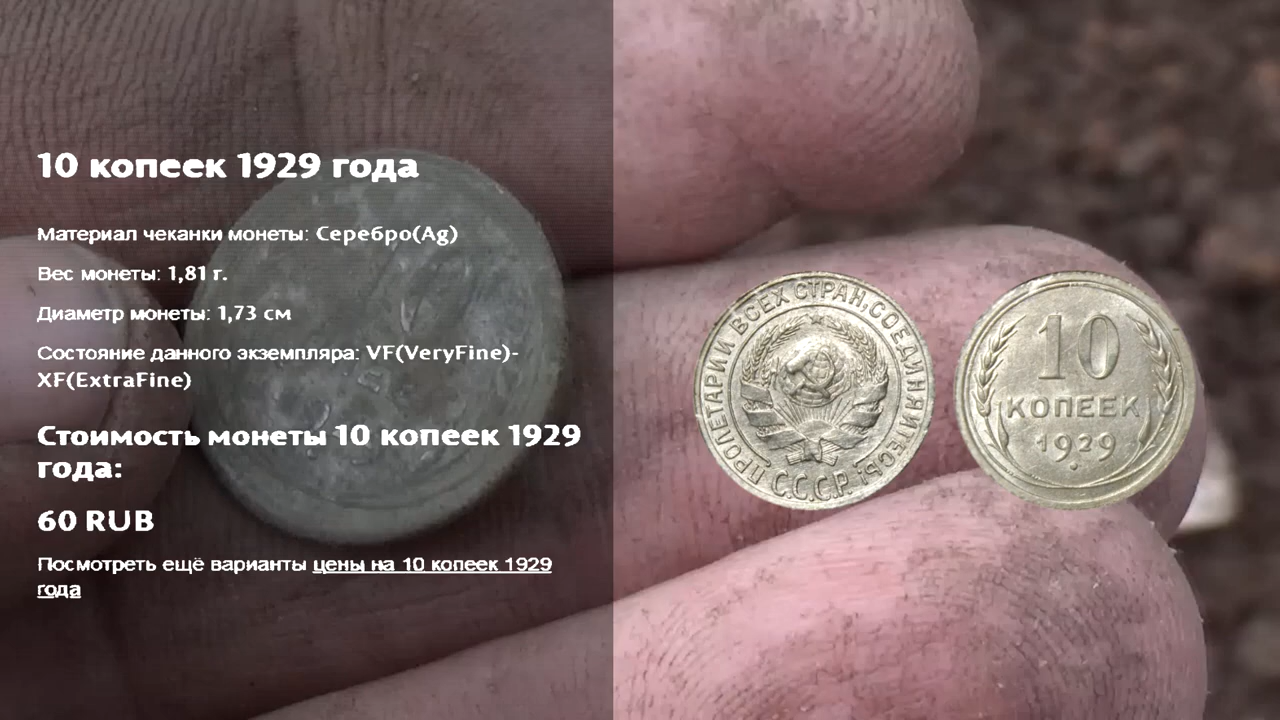 10 копеек 1929 года
Материал чеканки монеты: Серебро(Ag)
Вес монеты: 1,81 г.
Диаметр монеты: 1,73 см
Состояние данного экземпляра: VF(VeryFine)-
XF(ExtraFine)
Стоимость монеты 10 копеек 1929
года:
60 RUB
Посмотреть ещё варианты цены на 10 копеек 1929
года
ПРОЛЕТАРИИ ВСЕХ СТРАН, СОЕДИНЯЙТЕСЬ!
С.С.С.Р.
10
КОПЕЕК
1929